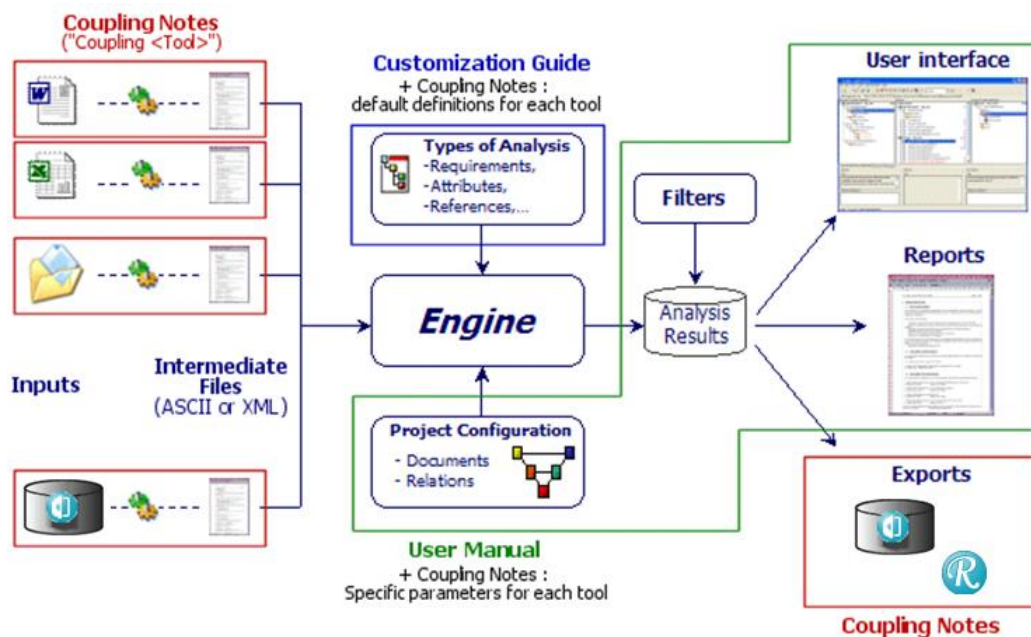 Coupling Notes
("Coupling <Tool>")
Customization Guide
+ Coupling Notes :
default definitions for each tool
User interface
Types of Analysis
-Requirements,
-Attributes,
-References,...
Filters
Reports
Engine
Analysis
Results
Inputs
Intermediate
Files
(ASCII or XML)
Project Configuration
- Documents
- Relations
Exports
User Manual
+ Coupling Notes :
Specific parameters for each tool
R
Coupling Notes